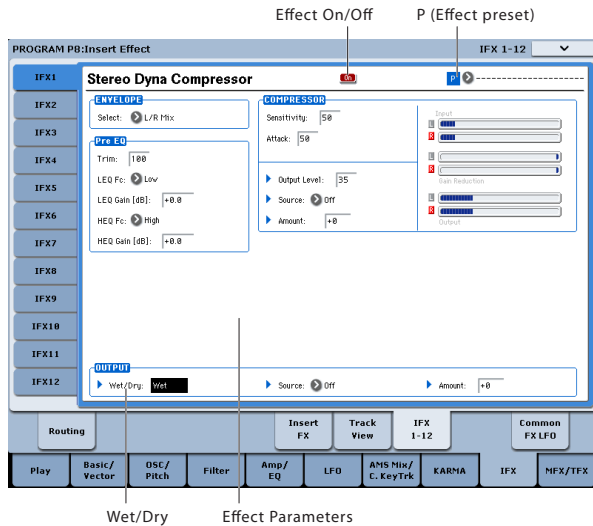 Effect On/Off P (Effect preset)
PROGRAM P8:Insert Effect IFX 1-12
IFX1
IFX2
IFX3
IFX4
IFX5
IFX6
IFX7
IFX8
IFX9
IFX10
IFX11
IFX12
Stereo Dyna Compressor On P ------------------
ENVELOPE
Select: L/R Mix
Pre EQ
Trim: 100
LEQ Fc: Low
LEQ Gain [dB]: +0.0
HEQ Fc: High
HEQ Gain [dB]: +0.0
COMPRESSOR
Sensitivity: 50
Attack: 50
Output Level: 35
Source: Off
Amount: +0
Input
L
R
L
R
Gain Reduction
L
R
Output
OUTPUT
Wet/Dry: Wet Source: Off Amount: +0
Routing Insert FX Track View IFX 1-12 Common FX LFO
Play Basic/Vector OSC/Pitch Filter Amp/EQ LFO AMS Mix/C. KeyTrk KARMA IFX MFX/TFX
Wet/Dry Effect Parameters